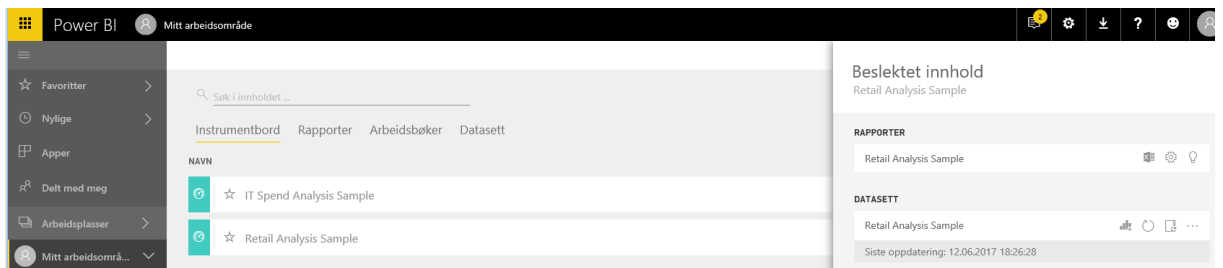 Power BI
Mitt arbeidsområde
2
?
Favoritter
Nylige
Apper
Delt med meg
Arbeidsplasser
Mitt arbeidsområ...
Søk i innholdet ...
Instrumentbord Rapporter Arbeidsbøker Datasett
NAVN
IT Spend Analysis Sample
Retail Analysis Sample
Beslektet innhold
Retail Analysis Sample
RAPPORTER
Retail Analysis Sample
DATASETT
Retail Analysis Sample
...
Siste oppdatering: 12.06.2017 18:26:28